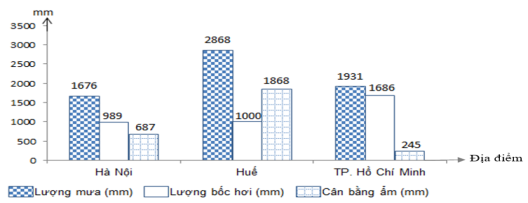 mm
3500
3000
2500
2000
1500
1000
500
0
1676
989
687
2868
1000
1868
1931
1686
245
Hà Nội
Huế
TP. Hồ Chí Minh
Địa điểm
Lượng mưa (mm)
Lượng bốc hơi (mm)
Cân bằng ẩm (mm)